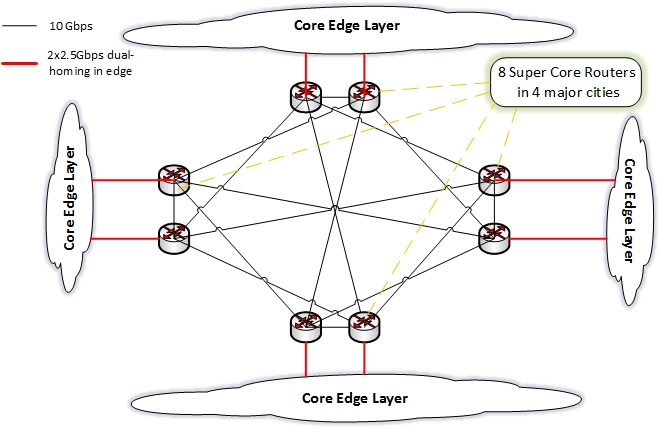 Core Edge Layer
10 Gbps
2x2.5Gbps dual-
homing in edge
8 Super Core Routers
in 4 major cities
Core Edge Layer
Core Edge Layer
Core Edge Layer